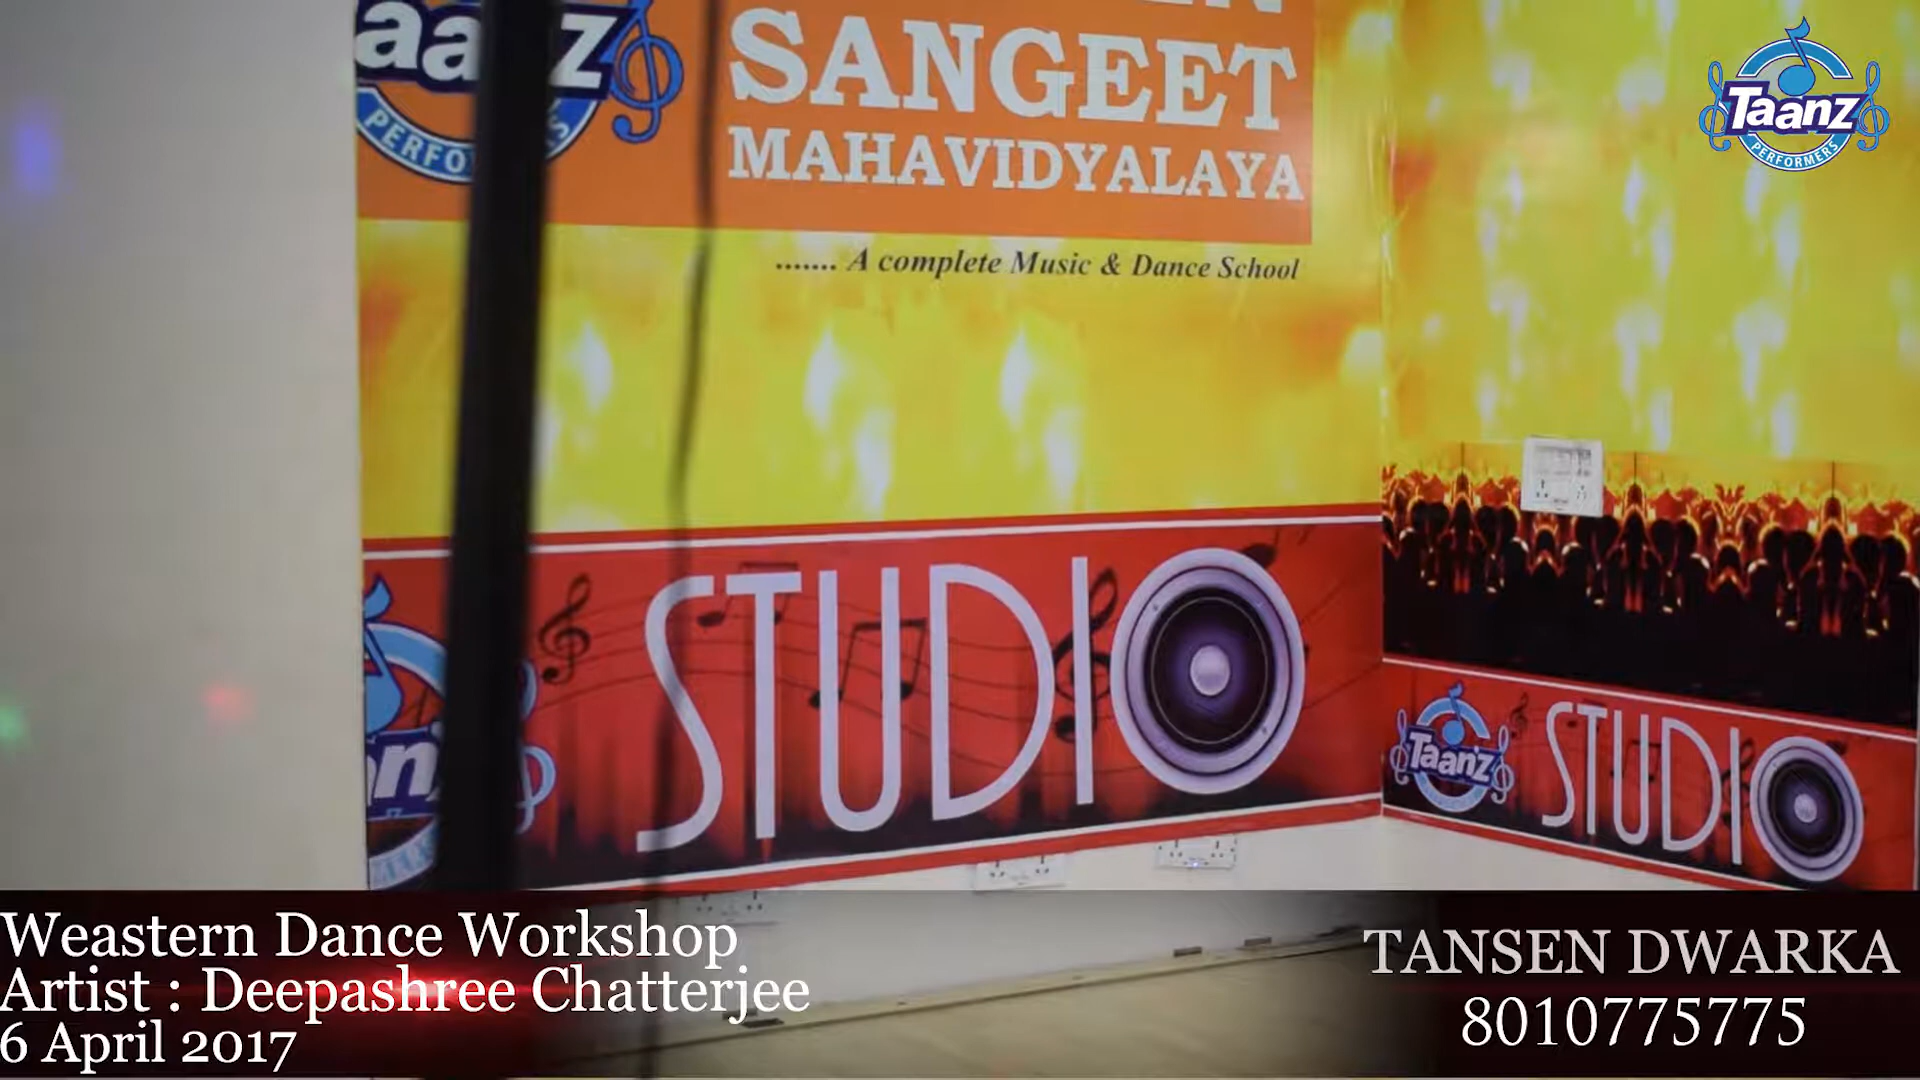 Taanz
PERFORMERS
SANGEET
MAHAVIDYALAYA
....... A complete Music & Dance School
STUDIO
Taanz
STUDIO
Weastern Dance Workshop
Artist : Deepashree Chatterjee
6 April 2017
TANSEN DWARKA
8010775775